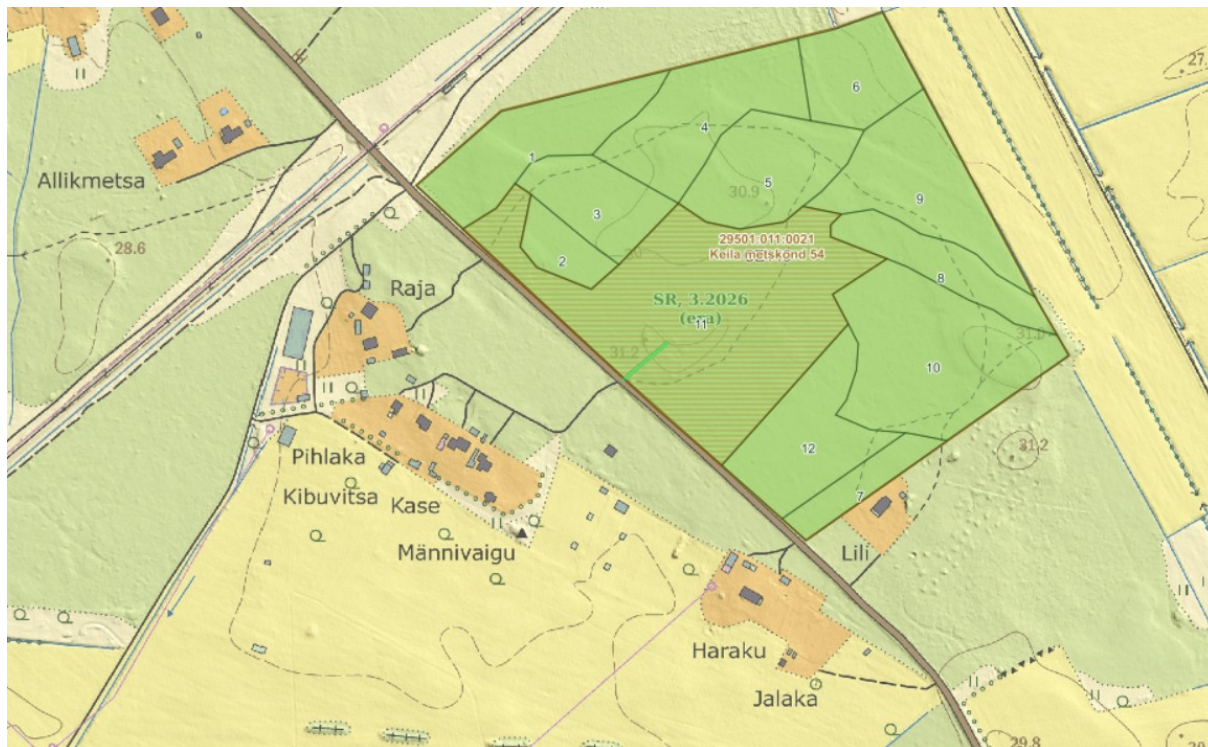 27.
6
4
1
Allikmetsa
5
30.9
3
9
28.6
29501:011:0021
Keila metskond 54
2
8
Raja
SR, 3.2026
(era)
11
31.2
31.0
10
31.2
12
Pihlaka
Kibuvitsa
Kase
7
Männivaigu
Lili
Haraku
Jalaka
29.8